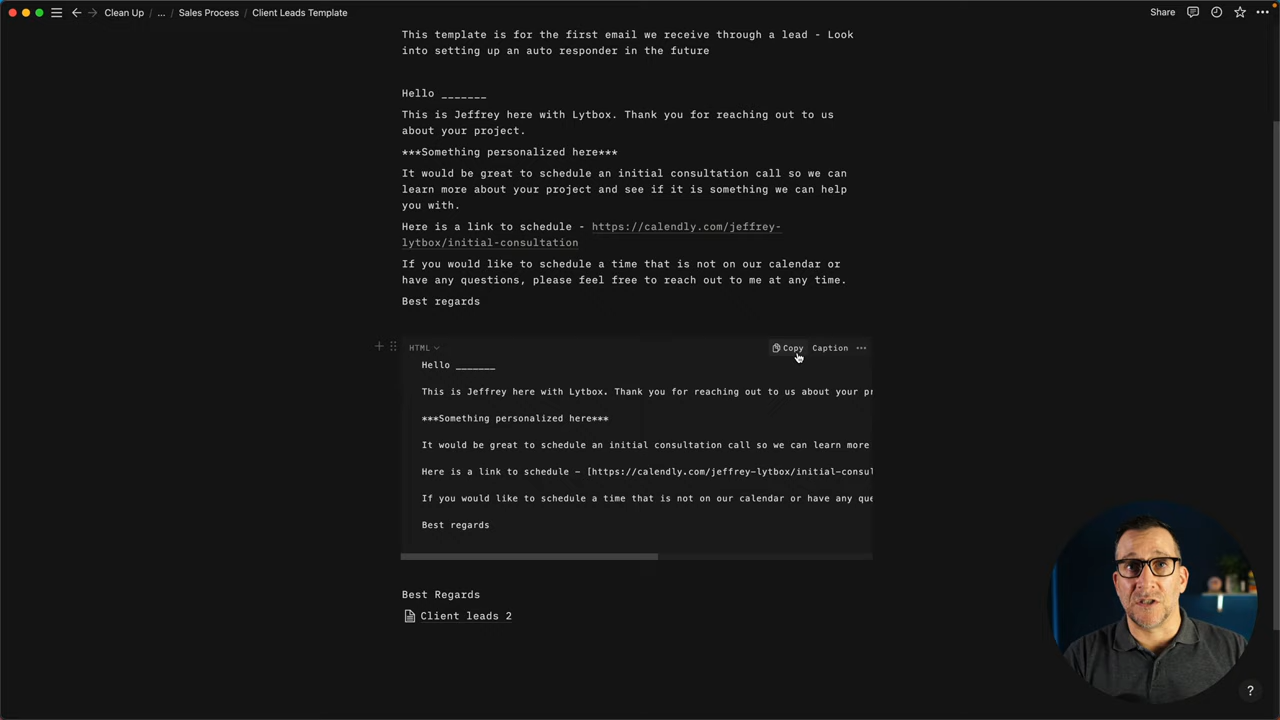 Clean Up / ... / Sales Process / Client Leads Template
Share
This template is for the first email we receive through a lead - Look
into setting up an auto responder in the future
Hello _______
This is Jeffrey here with Lytbox. Thank you for reaching out to us
about your project.
***Something personalized here***
It would be great to schedule an initial consultation call so we can
learn more about your project and see if it is something we can help
you with.
Here is a link to schedule - https://calendly.com/jeffrey-
lytbox/initial-consultation
If you would like to schedule a time that is not on our calendar or
have any questions, please feel free to reach out to me at any time.
Best regards
HTML
Copy Caption
Hello _______
This is Jeffrey here with Lytbox. Thank you for reaching out to us about your pr
***Something personalized here***
It would be great to schedule an initial consultation call so we can learn more
Here is a link to schedule - [https://calendly.com/jeffrey-lytbox/initial-consul
If you would like to schedule a time that is not on our calendar or have any que
Best regards
Best Regards
Client leads 2
?